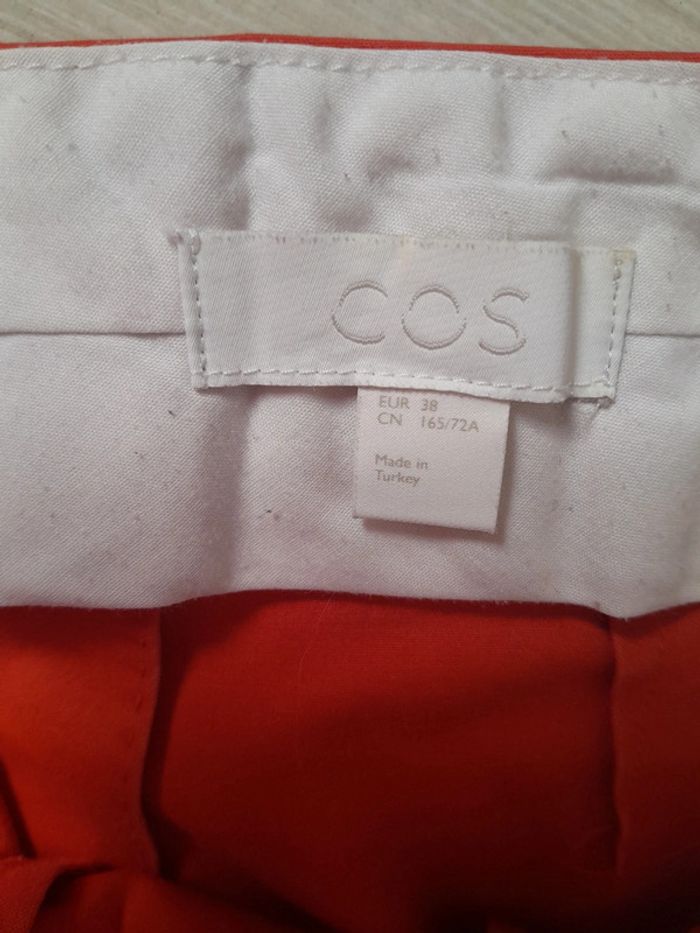 COS
EUR 38
CN 165/72A
Made in
Turkey